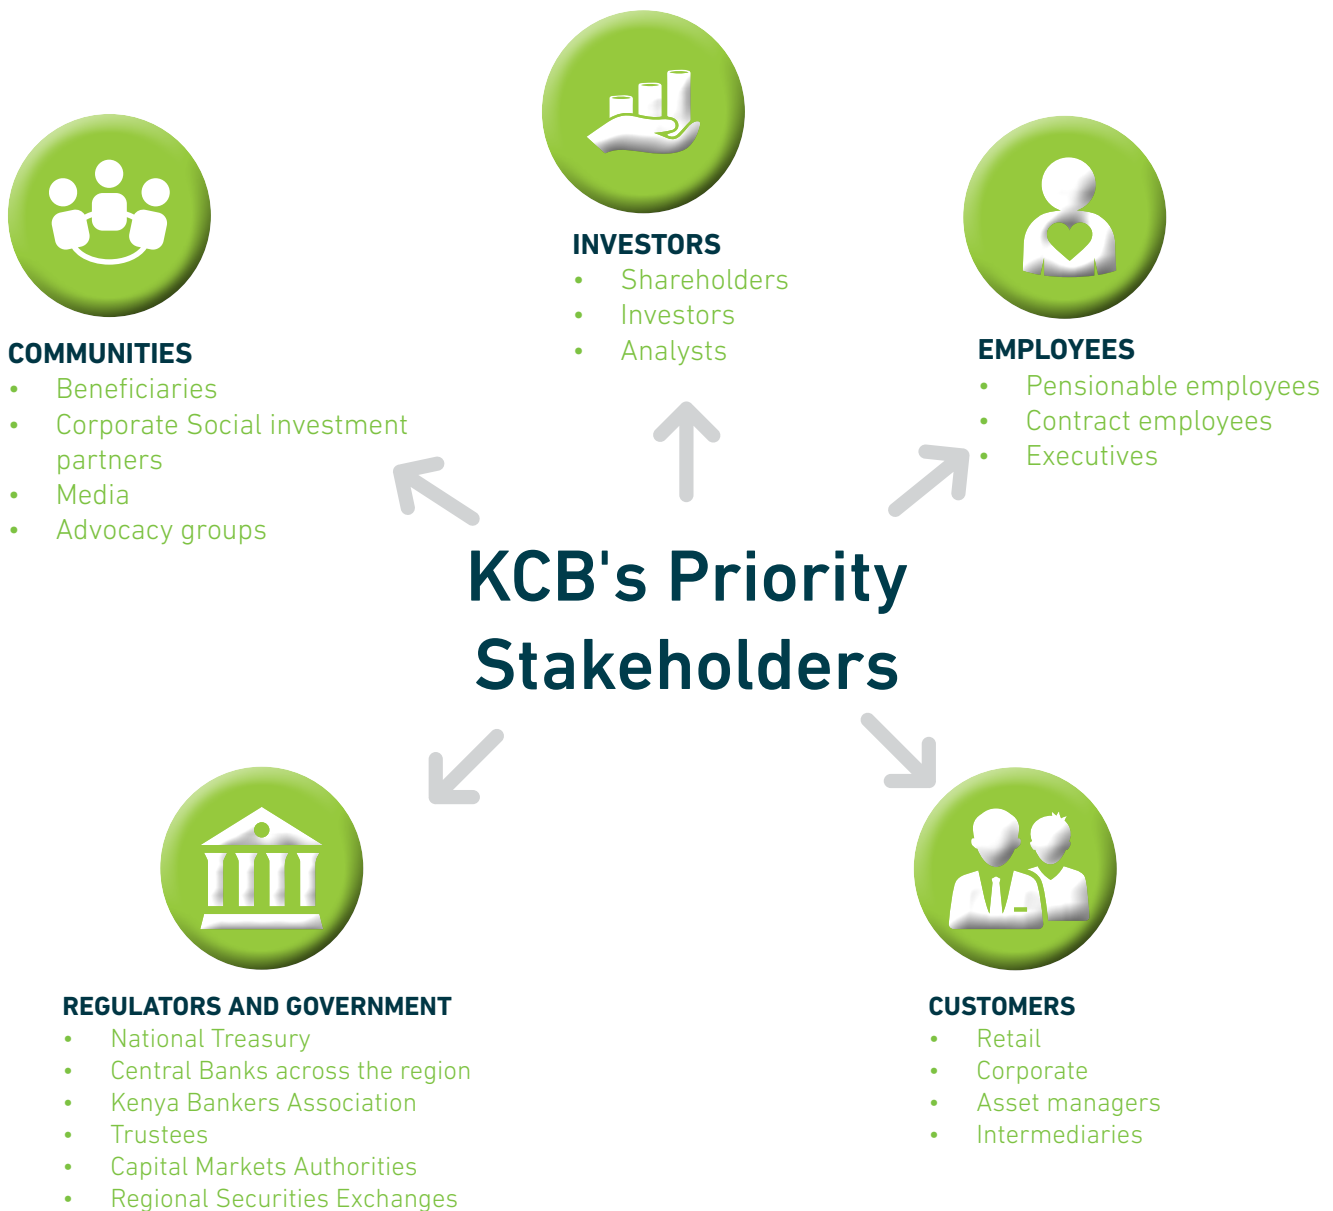 INVESTORS
• Shareholders
• Investors
• Analysts
COMMUNITIES
• Beneficiaries
• Corporate Social investment
partners
• Media
• Advocacy groups
EMPLOYEES
• Pensionable employees
• Contract employees
• Executives
KCB's Priority
Stakeholders
REGULATORS AND GOVERNMENT
• National Treasury
• Central Banks across the region
• Kenya Bankers Association
• Trustees
• Capital Markets Authorities
• Regional Securities Exchanges
CUSTOMERS
• Retail
• Corporate
• Asset managers
• Intermediaries